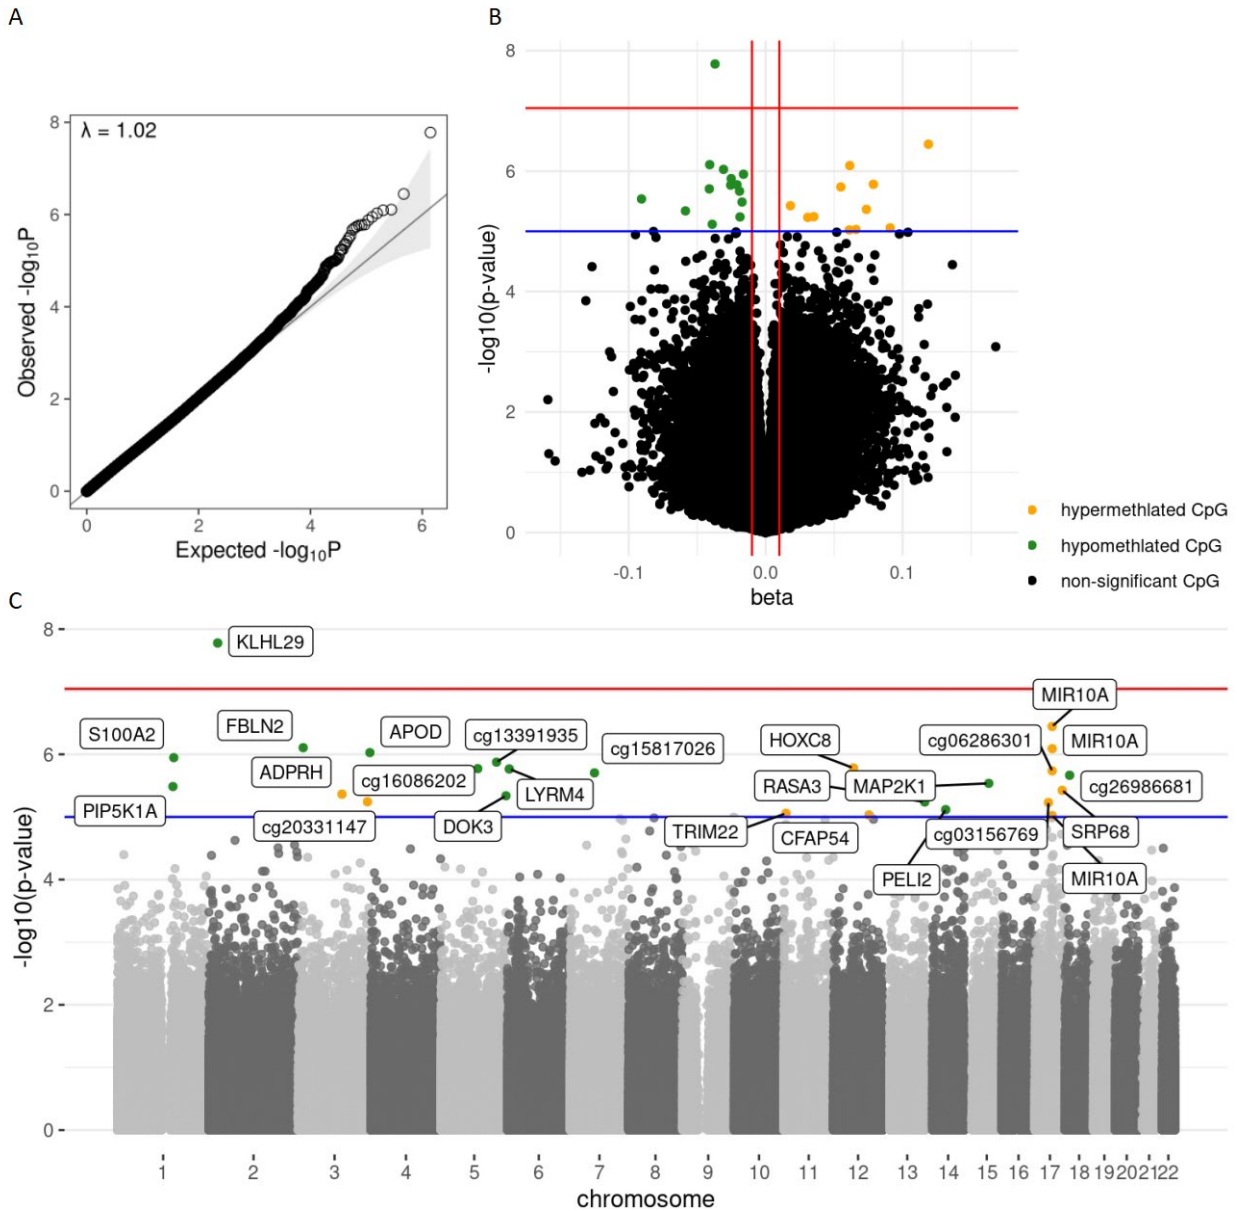 A
λ = 1.02
8
6
4
2
0
0
2
4
6
Observed -log10P
Expected -log10P
B
8
6
4
2
0
-0.1
0.0
0.1
-log10(p-value)
beta
hypermethlated CpG
hypomethlated CpG
non-significant CpG
C
8
6
4
2
0
-log10(p-value)
KLHL29
MIR10A
S100A2
FBLN2
APOD
cg13391935
HOXC8
cg06286301
MIR10A
cg15817026
ADPRH
cg16086202
RASA3
MAP2K1
cg26986681
PIP5K1A
LYRM4
cg20331147
DOK3
TRIM22
CFAP54
cg03156769
SRP68
PELI2
MIR10A
1 2 3 4 5 6 7 8 9 10 11 12 13 14 15 16 17 18 19 20 21 22
chromosome